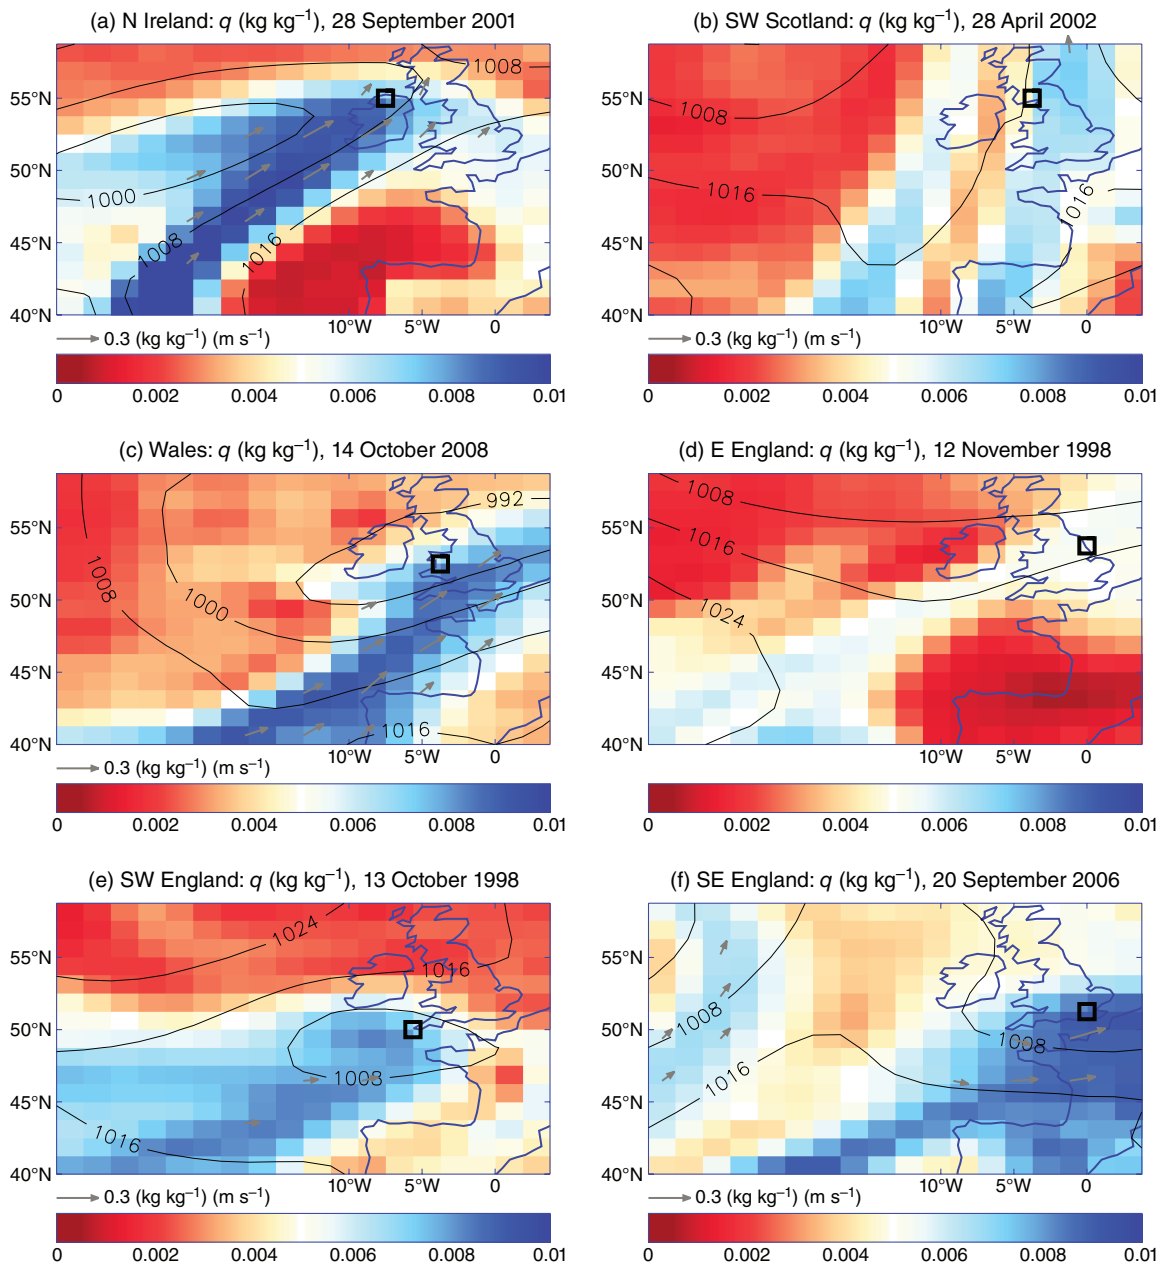 (a) N Ireland: q (kg kg⁻¹), 28 September 2001
1008
1000
1008
1016
55°N
50°N
45°N
40°N
10°W 5°W 0
0.3 (kg kg⁻¹) (m s⁻¹)
0 0.002 0.004 0.006 0.008 0.01
(b) SW Scotland: q (kg kg⁻¹), 28 April 2002
1008
1016
1016
55°N
50°N
45°N
40°N
10°W 5°W 0
0.3 (kg kg⁻¹) (m s⁻¹)
0 0.002 0.004 0.006 0.008 0.01
(c) Wales: q (kg kg⁻¹), 14 October 2008
992
1008
1000
1016
55°N
50°N
45°N
40°N
10°W 5°W 0
0.3 (kg kg⁻¹) (m s⁻¹)
0 0.002 0.004 0.006 0.008 0.01
(d) E England: q (kg kg⁻¹), 12 November 1998
1008
1016
1024
55°N
50°N
45°N
40°N
10°W 5°W 0
0 0.002 0.004 0.006 0.008 0.01
(e) SW England: q (kg kg⁻¹), 13 October 1998
1024
1016
1008
1016
55°N
50°N
45°N
40°N
10°W 5°W 0
0.3 (kg kg⁻¹) (m s⁻¹)
0 0.002 0.004 0.006 0.008 0.01
(f) SE England: q (kg kg⁻¹), 20 September 2006
1008
1008
1016
55°N
50°N
45°N
40°N
10°W 5°W 0
0.3 (kg kg⁻¹) (m s⁻¹)
0 0.002 0.004 0.006 0.008 0.01